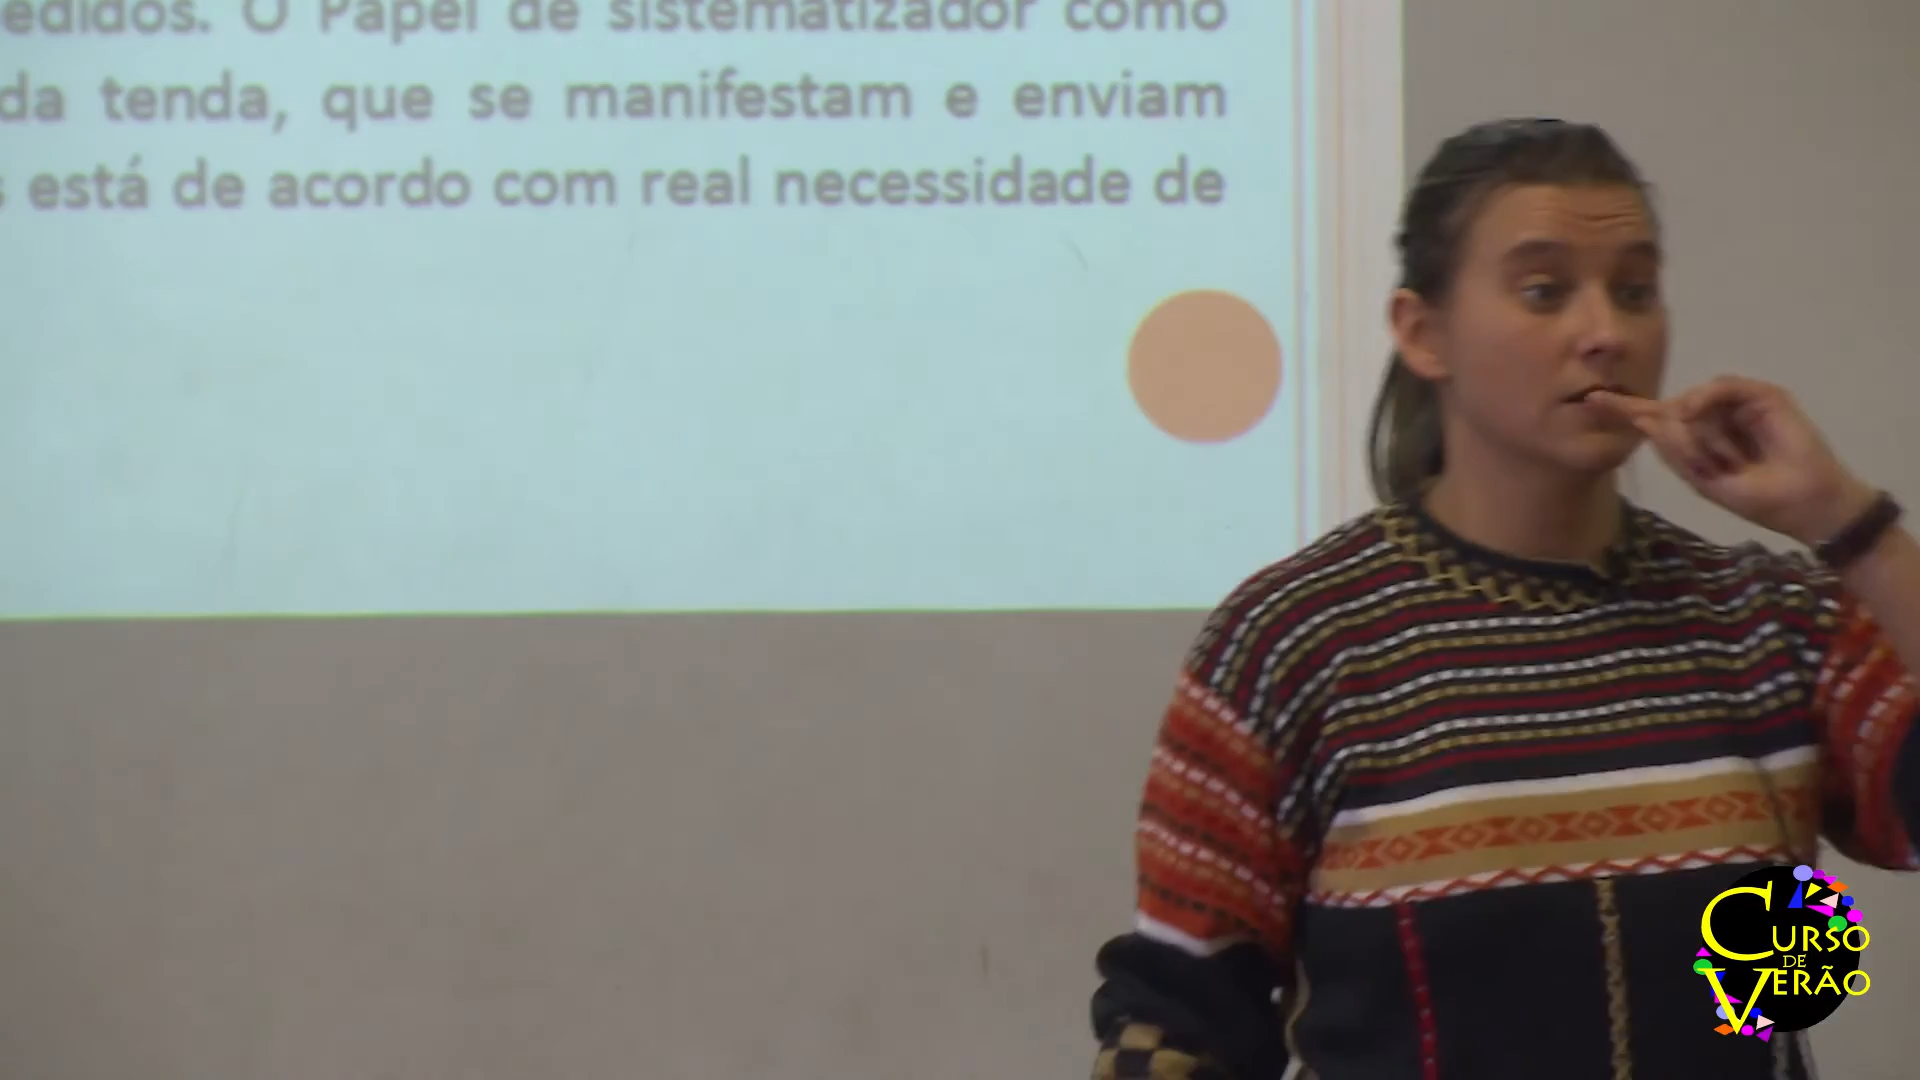 edidos. O Papel de sistematizador como
da tenda, que se manifestam e enviam
s está de acordo com real necessidade de
CURSO
DE
VERÃO